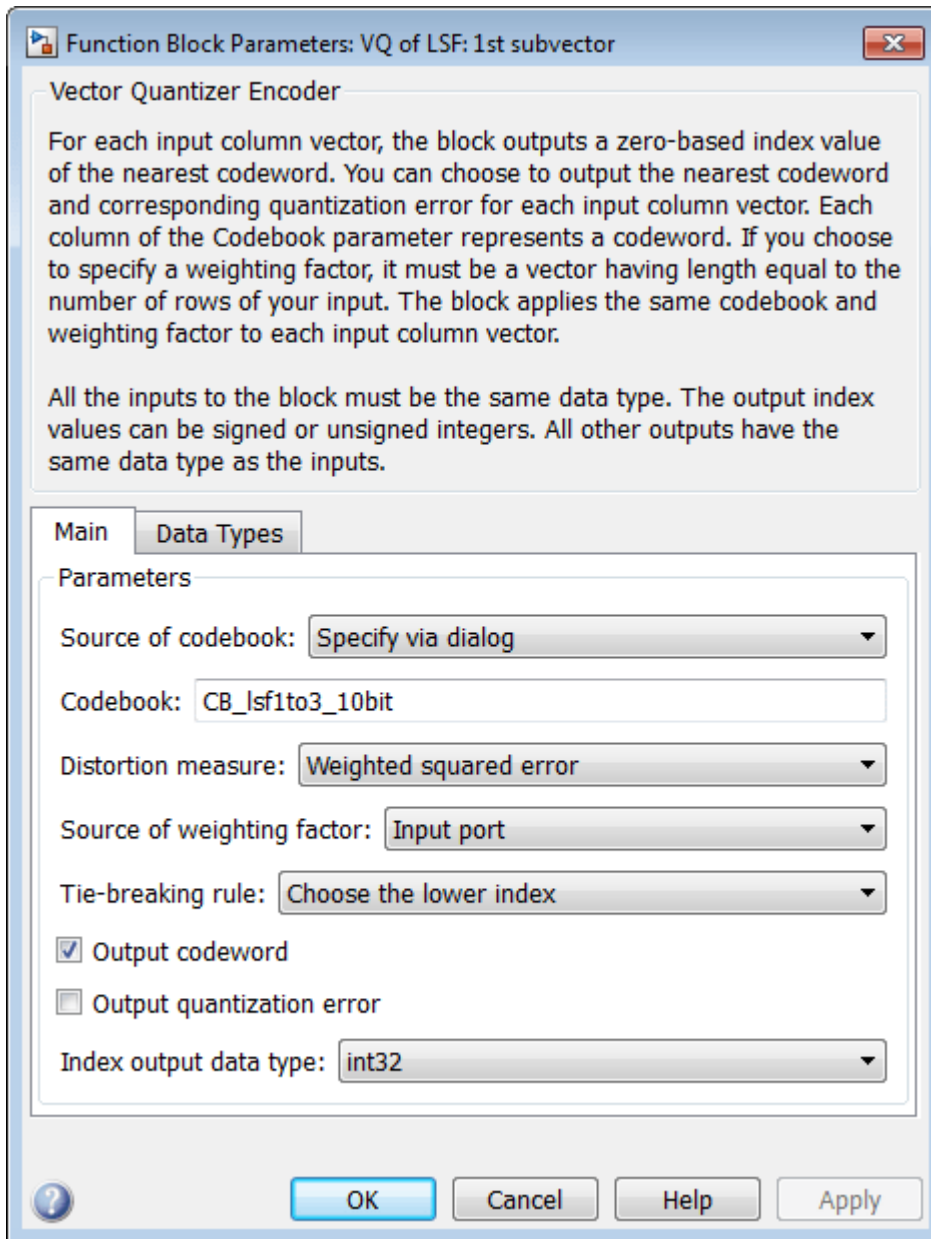 Function Block Parameters: VQ of LSF: 1st subvector
Vector Quantizer Encoder
For each input column vector, the block outputs a zero-based index value
of the nearest codeword. You can choose to output the nearest codeword
and corresponding quantization error for each input column vector. Each
column of the Codebook parameter represents a codeword. If you choose
to specify a weighting factor, it must be a vector having length equal to the
number of rows of your input. The block applies the same codebook and
weighting factor to each input column vector.
All the inputs to the block must be the same data type. The output index
values can be signed or unsigned integers. All other outputs have the
same data type as the inputs.
Main Data Types
Parameters
Source of codebook: Specify via dialog
Codebook: CB_lsf1to3_10bit
Distortion measure: Weighted squared error
Source of weighting factor: Input port
Tie-breaking rule: Choose the lower index
Output codeword
Output quantization error
Index output data type: int32
? OK Cancel Help Apply